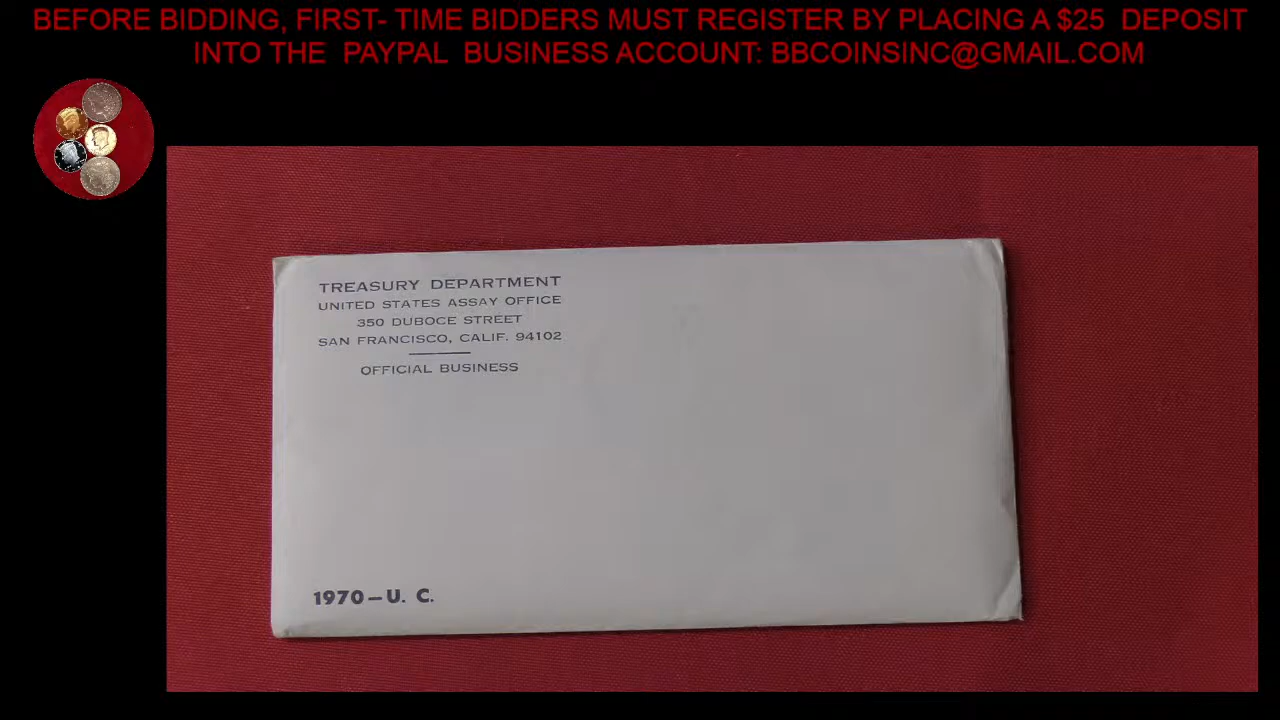 BEFORE BIDDING, FIRST- TIME BIDDERS MUST REGISTER BY PLACING A $25 DEPOSIT
INTO THE PAYPAL BUSINESS ACCOUNT: BBCOINSINC@GMAIL.COM
TREASURY DEPARTMENT
UNITED STATES ASSAY OFFICE
350 DUBOCE STREET
SAN FRANCISCO, CALIF. 94102
OFFICIAL BUSINESS
1970—U. C.